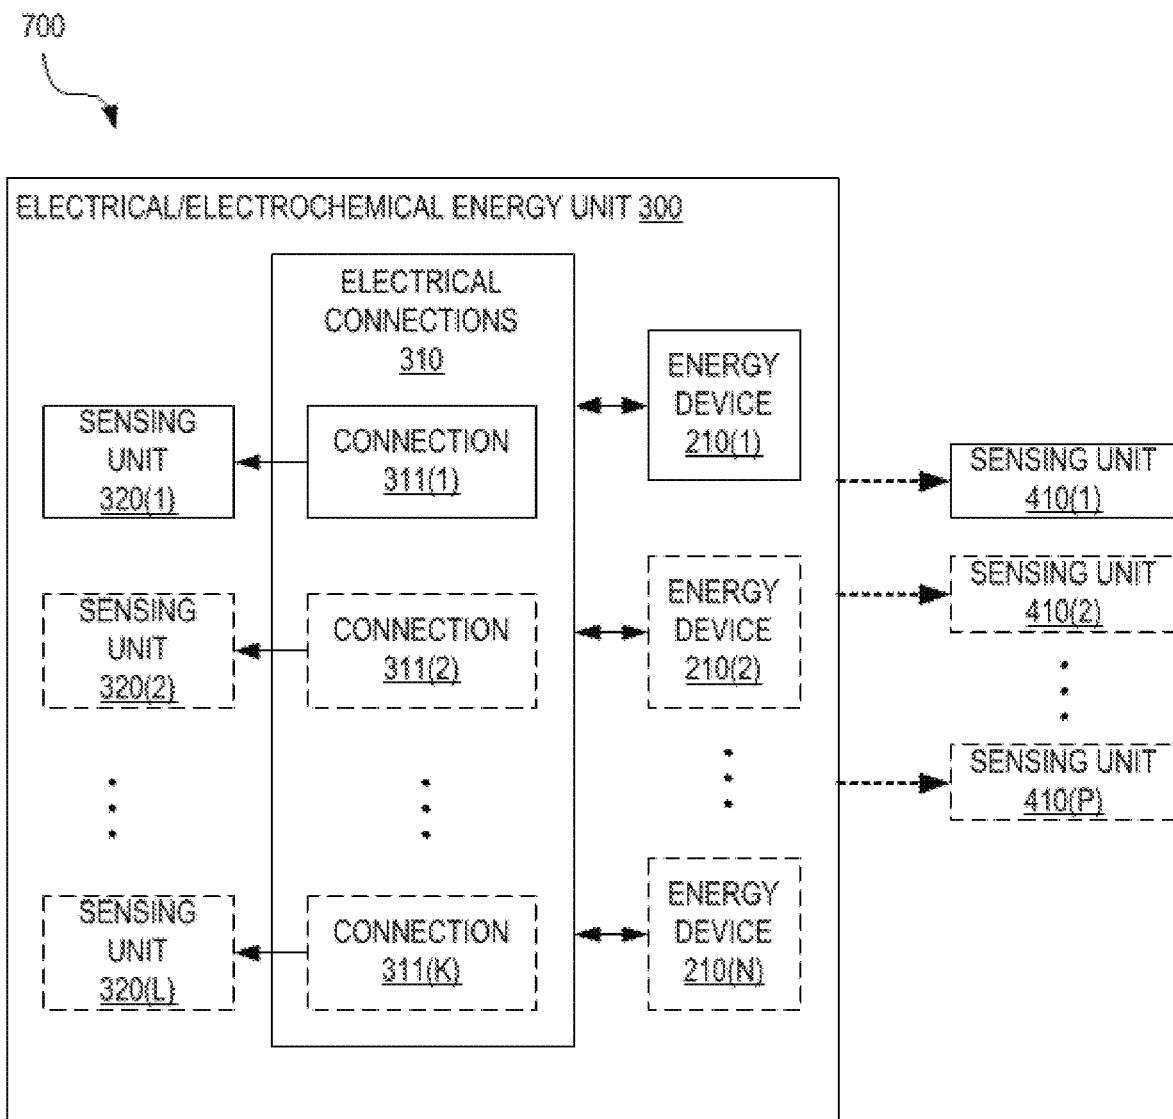 700
ELECTRICAL/ELECTROCHEMICAL ENERGY UNIT 300
ELECTRICAL
CONNECTIONS
310
ENERGY
DEVICE
210(1)
SENSING
UNIT
320(1)
CONNECTION
311(1)
SENSING UNIT
410(1)
SENSING
UNIT
320(2)
CONNECTION
311(2)
ENERGY
DEVICE
210(2)
SENSING UNIT
410(2)
SENSING UNIT
410(P)
SENSING
UNIT
320(L)
CONNECTION
311(K)
ENERGY
DEVICE
210(N)